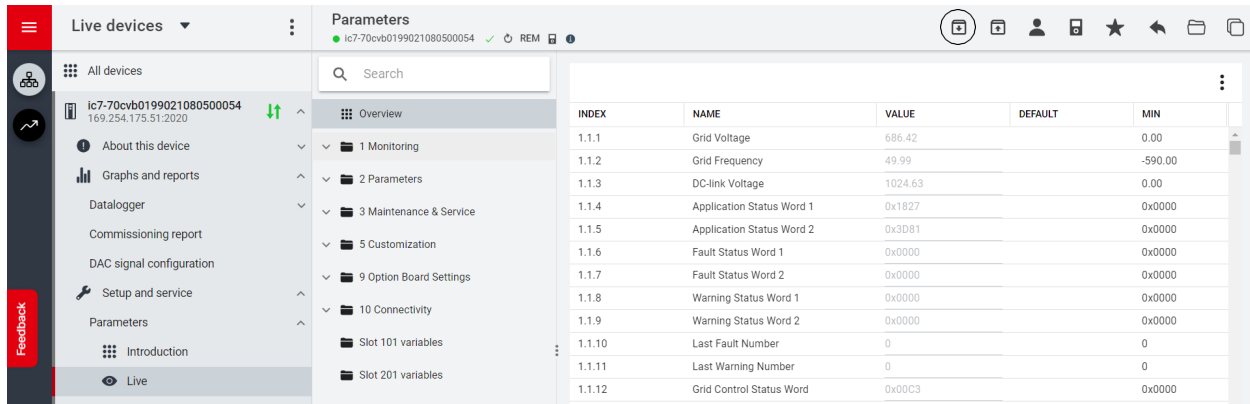 Live devices
Parameters
ic7-70cvb0199021080500054 REM
All devices
ic7-70cvb0199021080500054
169.254.175.51:2020
About this device
Graphs and reports
Datalogger
Commissioning report
DAC signal configuration
Setup and service
Parameters
Introduction
Live
Feedback
Search
Overview
1 Monitoring
2 Parameters
3 Maintenance & Service
5 Customization
9 Option Board Settings
10 Connectivity
Slot 101 variables
Slot 201 variables
INDEX NAME VALUE DEFAULT MIN
1.1.1 Grid Voltage 686.42 0.00
1.1.2 Grid Frequency 49.99 -590.00
1.1.3 DC-link Voltage 1024.63 0.00
1.1.4 Application Status Word 1 0x1827 0x0000
1.1.5 Application Status Word 2 0x3D81 0x0000
1.1.6 Fault Status Word 1 0x0000 0x0000
1.1.7 Fault Status Word 2 0x0000 0x0000
1.1.8 Warning Status Word 1 0x0000 0x0000
1.1.9 Warning Status Word 2 0x0000 0x0000
1.1.10 Last Fault Number 0 0
1.1.11 Last Warning Number 0 0
1.1.12 Grid Control Status Word 0x00C3 0x0000